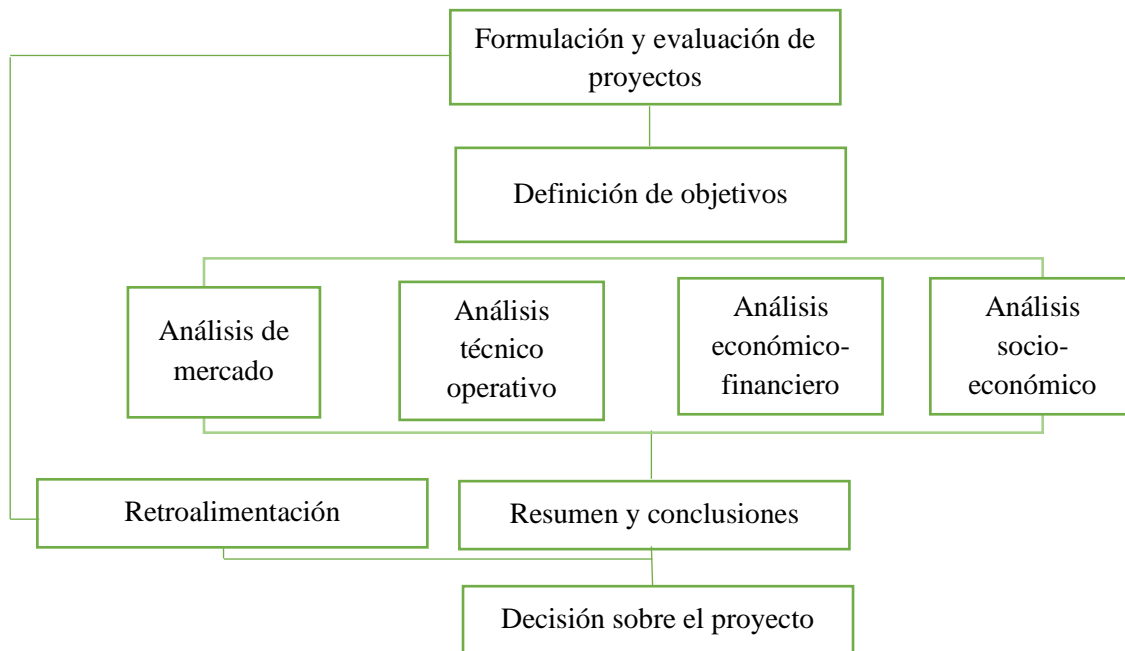 Formulación y evaluación de
proyectos
Definición de objetivos
Análisis de
mercado
Análisis
técnico
operativo
Análisis
económico-
financiero
Análisis
socio-
económico
Retroalimentación
Resumen y conclusiones
Decisión sobre el proyecto